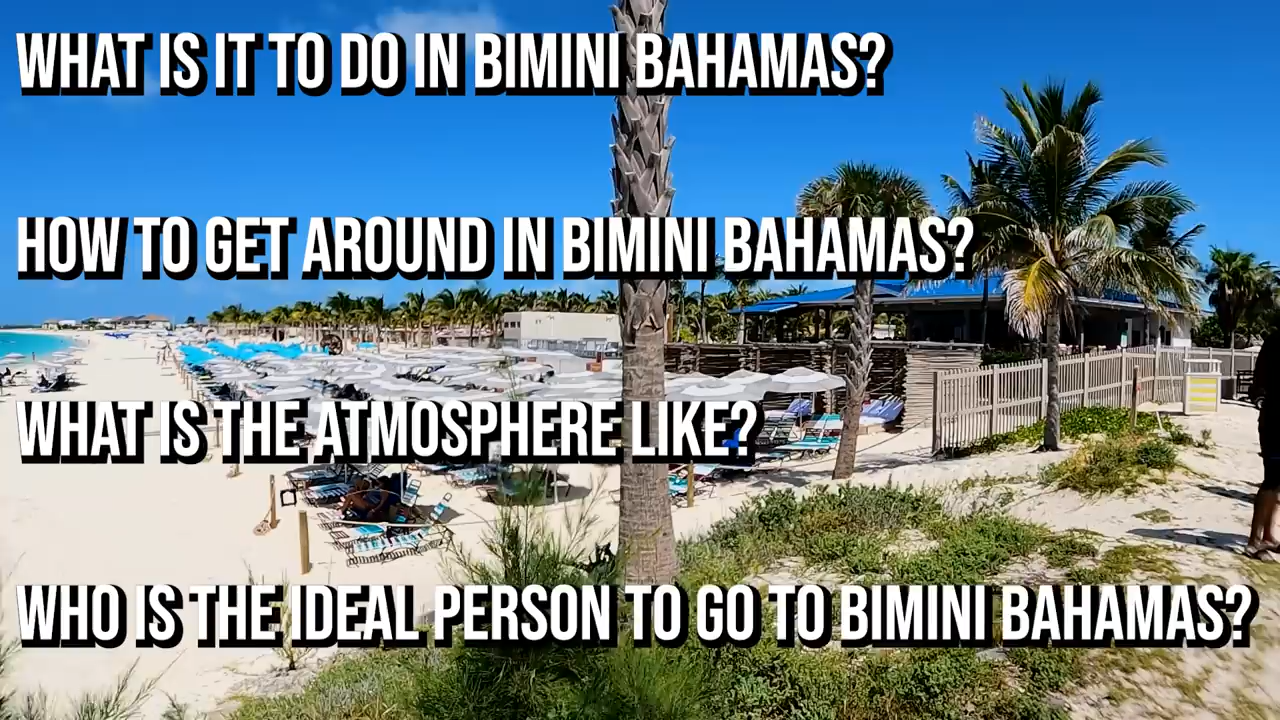 WHAT IS IT TO DO IN BIMINI BAHAMAS?
HOW TO GET AROUND IN BIMINI BAHAMAS?
WHAT IS THE ATMOSPHERE LIKE?
WHO IS THE IDEAL PERSON TO GO TO BIMINI BAHAMAS?